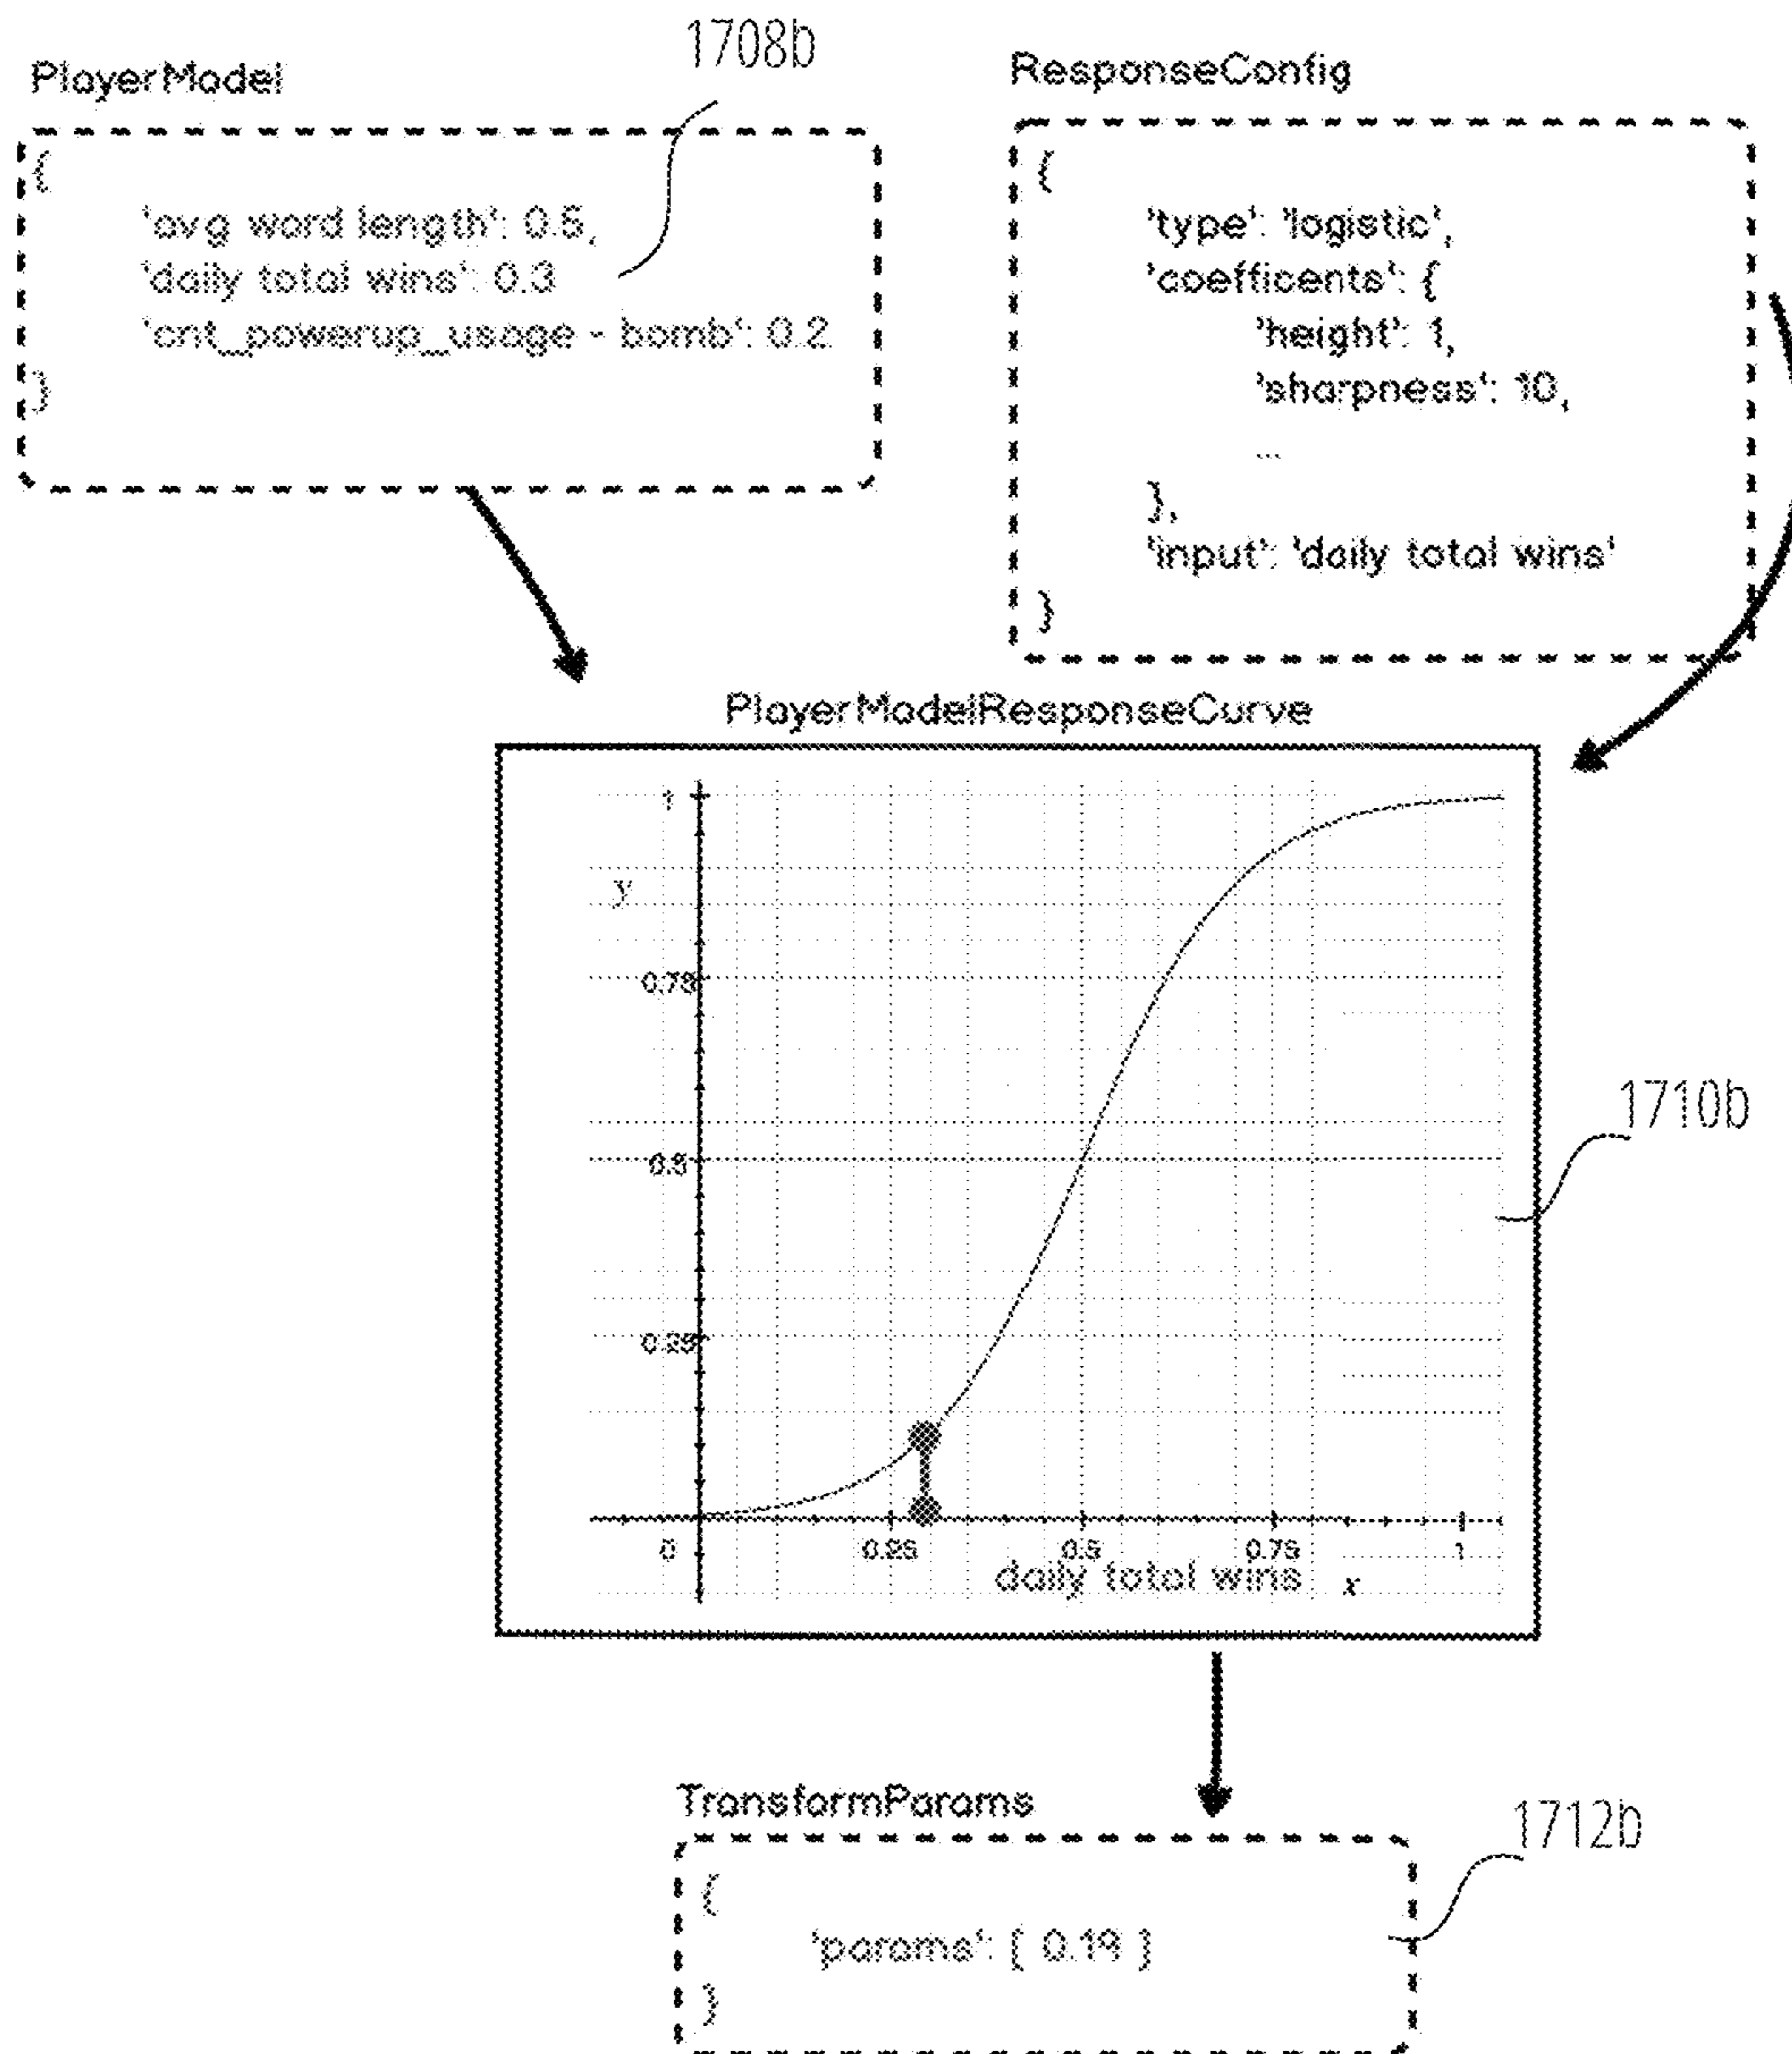 1708b
PlayerModel
{
'avg word length': 0.5,
'daily total wins': 0.3
'cnt_powerup_usage - bomb': 0.2
}
ResponseConfig
{
'type': 'logistic',
'coefficents': {
'height': 1,
'sharpness': 10,
...
},
'input': 'daily total wins'
}
PlayerModelResponseCurve
1
y
0.75
0.5
0.25
0
0.25
0.5
0.75
1
daily total wins x
1710b
TransformParams
1712b
{
'params': [ 0.19 ]
}